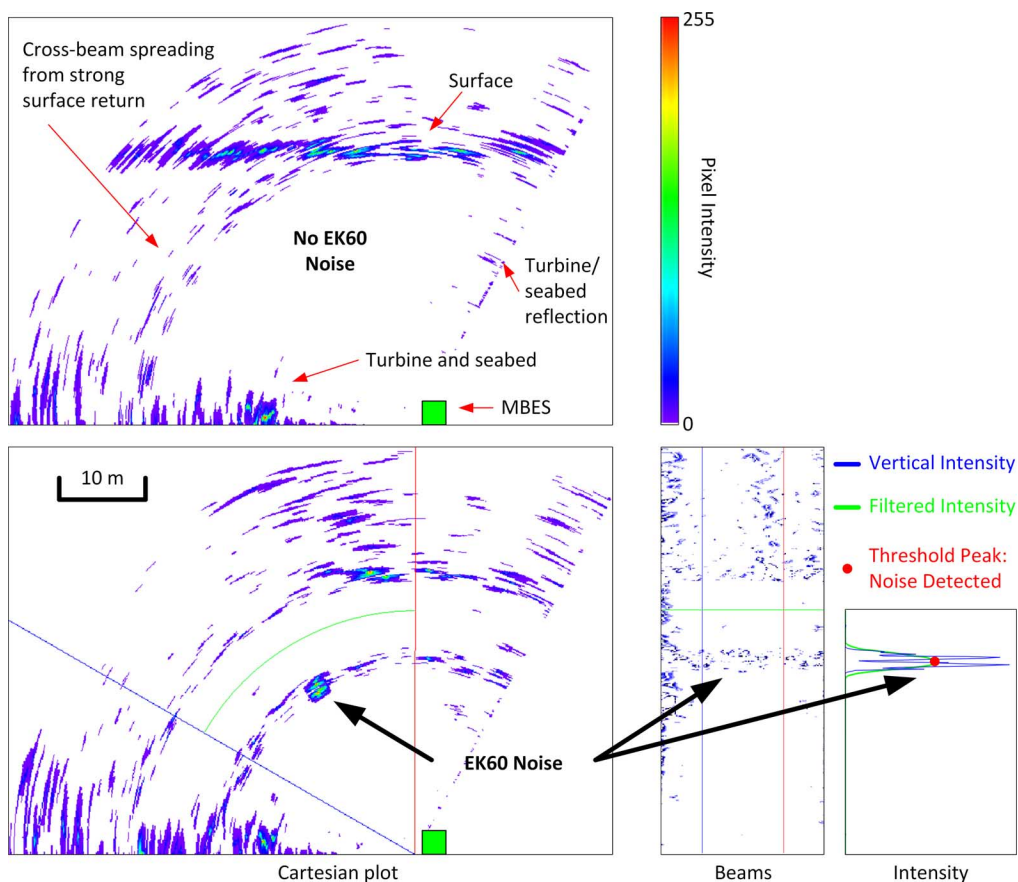 Cross-beam spreading
from strong
surface return
Surface
No EK60
Noise
Turbine/
seabed
reflection
Turbine and seabed
MBES
255
Pixel Intensity
0
10 m
EK60 Noise
Vertical Intensity
Filtered Intensity
Threshold Peak:
Noise Detected
Cartesian plot
Beams
Intensity